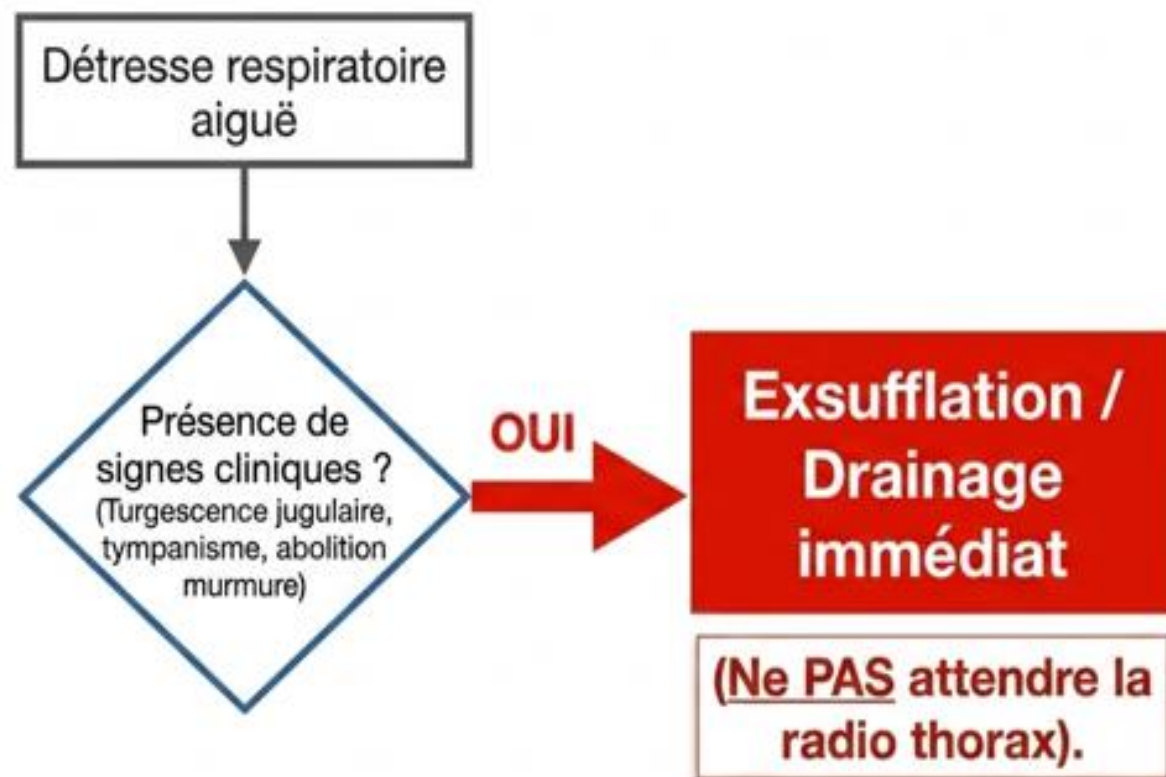 Détresse respiratoire
aiguë
Présence de
signes cliniques ?
(Turgescence jugulaire,
tympanisme, abolition
murmure)
OUI
Exsufflation /
Drainage
immédiat
(Ne PAS attendre la
radio thorax).